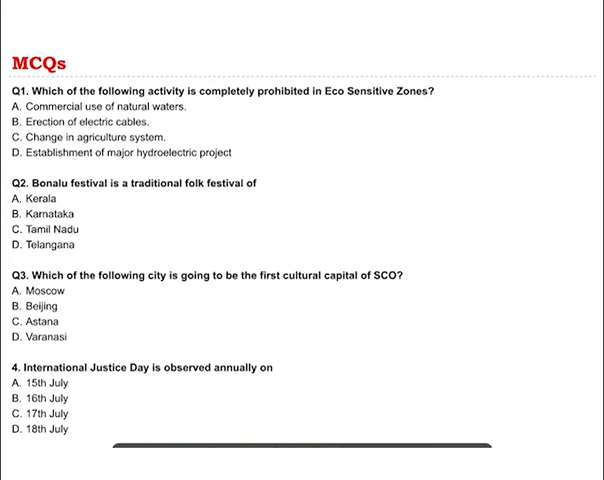 MCQs
Q1. Which of the following activity is completely prohibited in Eco Sensitive Zones?
A. Commercial use of natural waters.
B. Erection of electric cables.
C. Change in agriculture system.
D. Establishment of major hydroelectric project
Q2. Bonalu festival is a traditional folk festival of
A. Kerala
B. Karnataka
C. Tamil Nadu
D. Telangana
Q3. Which of the following city is going to be the first cultural capital of SCO?
A. Moscow
B. Beijing
C. Astana
D. Varanasi
4. International Justice Day is observed annually on
A. 15th July
B. 16th July
C. 17th July
D. 18th July